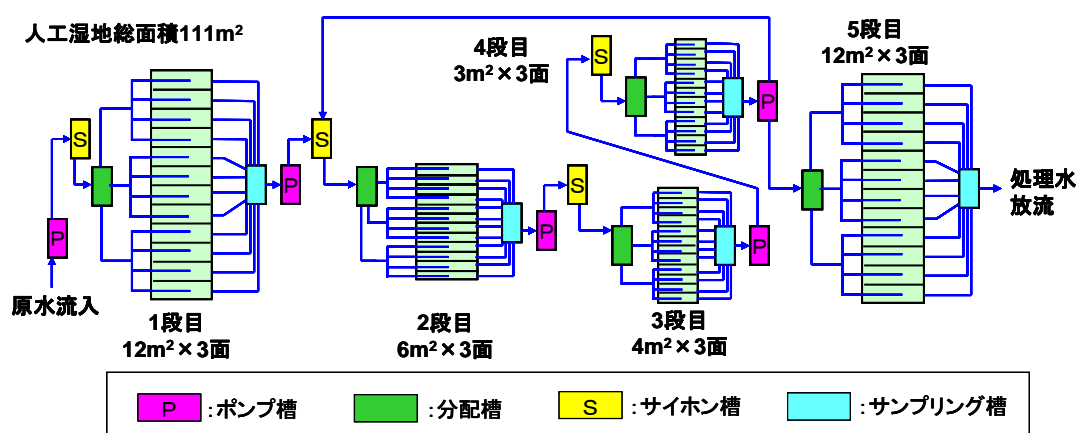 人工湿地総面積111m²
S
P
原水流入
1段目
12m²×3面
P
S
2段目
6m²×3面
P
S
3段目
4m²×3面
P
4段目
3m²×3面
S
P
5段目
12m²×3面
処理水
放流
P :ポンプ槽
:分配槽
S :サイホン槽
:サンプリング槽